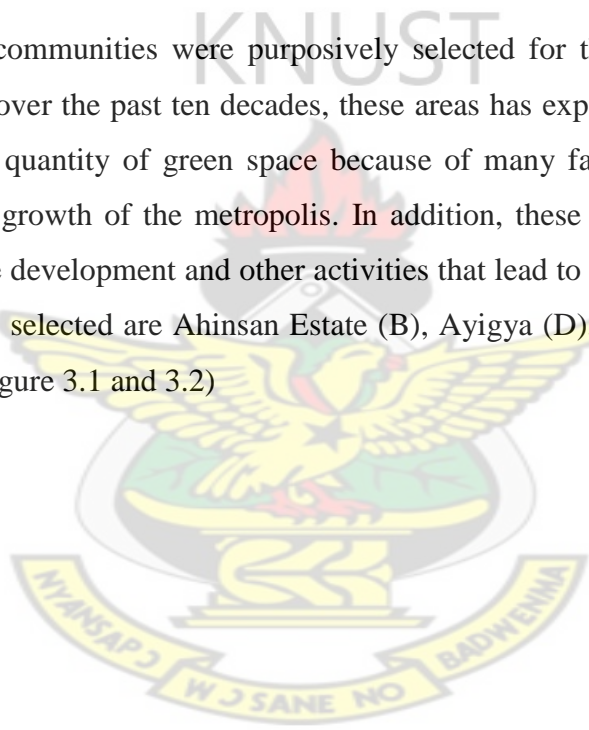 KNUST
communities were purposively selected for t
over the past ten decades, these areas has exp
quantity of green space because of many fa
growth of the metropolis. In addition, these
development and other activities that lead to
selected are Ahinsan Estate (B), Ayigya (D)
gure 3.1 and 3.2)
NYANSAPƆ WƆSANE NO BADWENMA